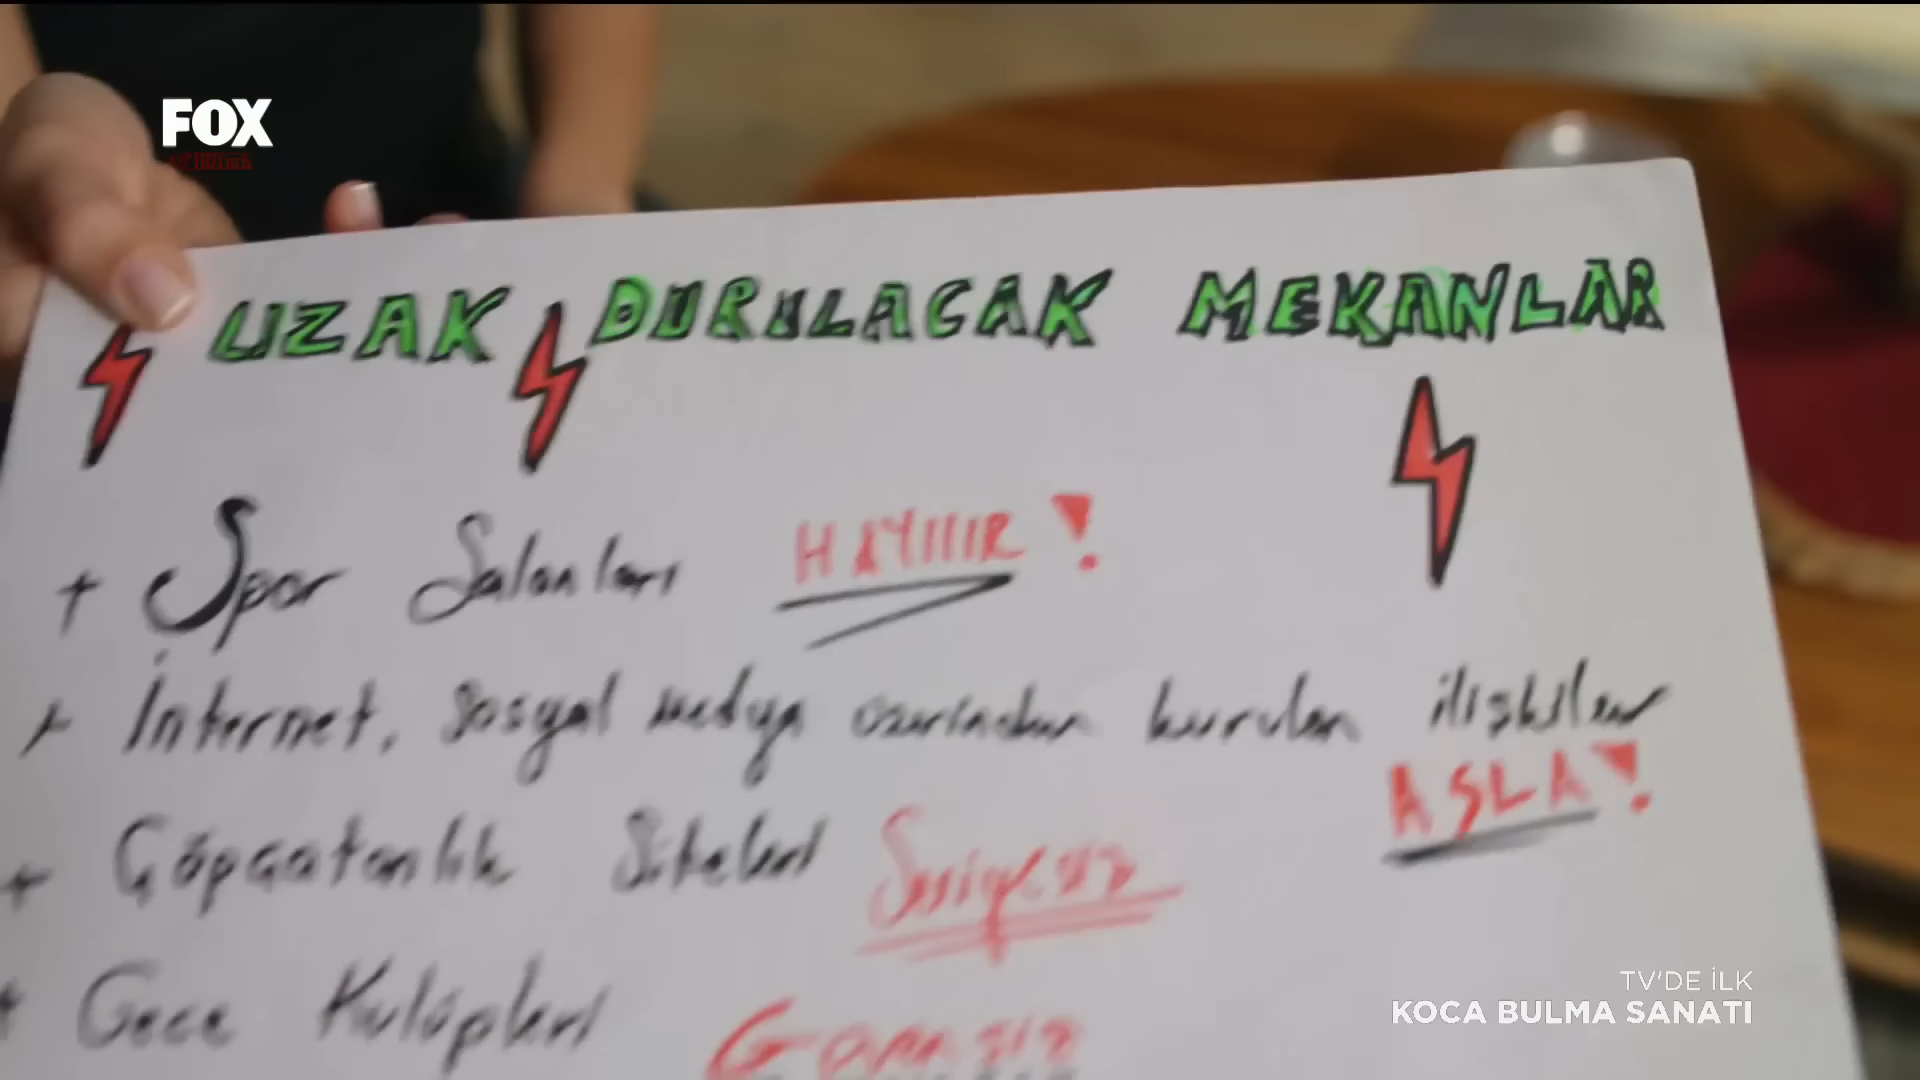 FOX
UZAK DURULACAK MEKANLAR
+ Spor Salonları HAYIIIR!
+ İnternet, sosyal medya üzerinden kurulan ilişkiler
ASLA!
+ Çöpçatanlık Siteleri Seviyesiz
+ Gece Kulüpleri
TV'DE İLK
KOCA BULMA SANATI